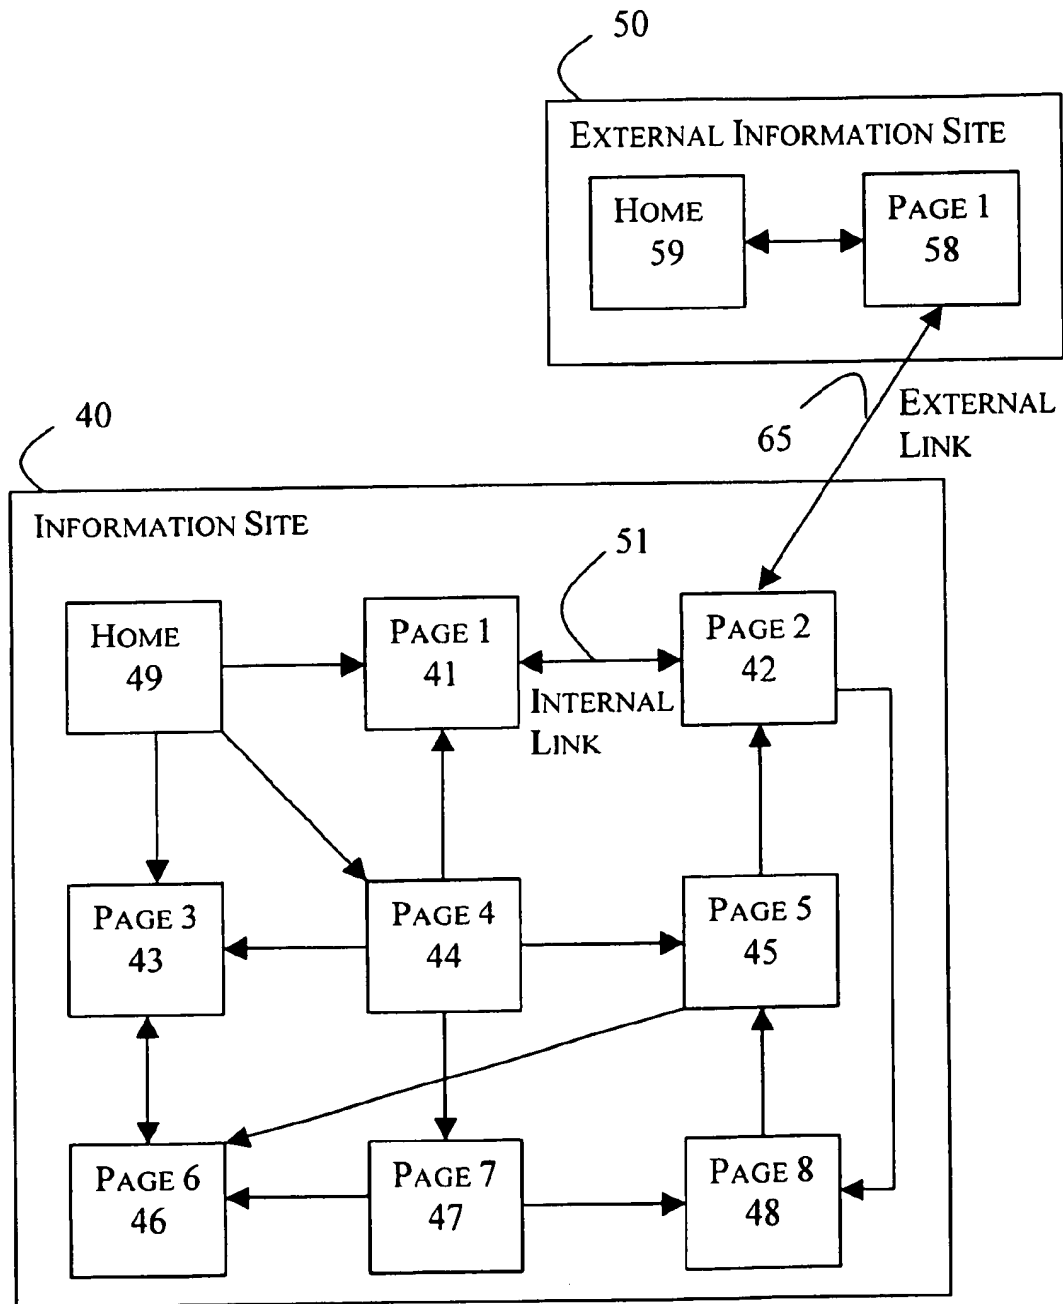 50
EXTERNAL INFORMATION SITE
HOME
59
PAGE 1
58
65
EXTERNAL
LINK
40
INFORMATION SITE
51
HOME
49
PAGE 1
41
INTERNAL
LINK
PAGE 2
42
PAGE 3
43
PAGE 4
44
PAGE 5
45
PAGE 6
46
PAGE 7
47
PAGE 8
48